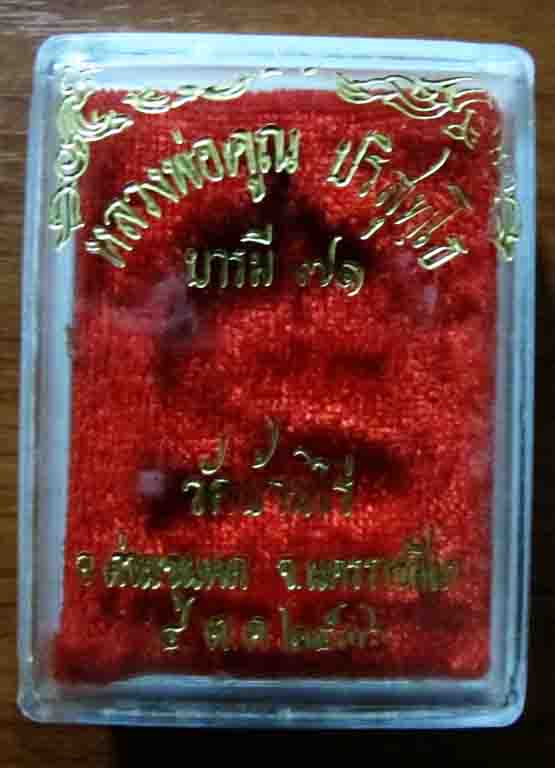 หลวงพ่อคูณ ปริสุทฺโธ
บารมี ๗๑
วัดบ้านไร่
อ.ด่านขุนทด จ.นครราชสีมา
๔ ต.ค. ๒๕๓๖